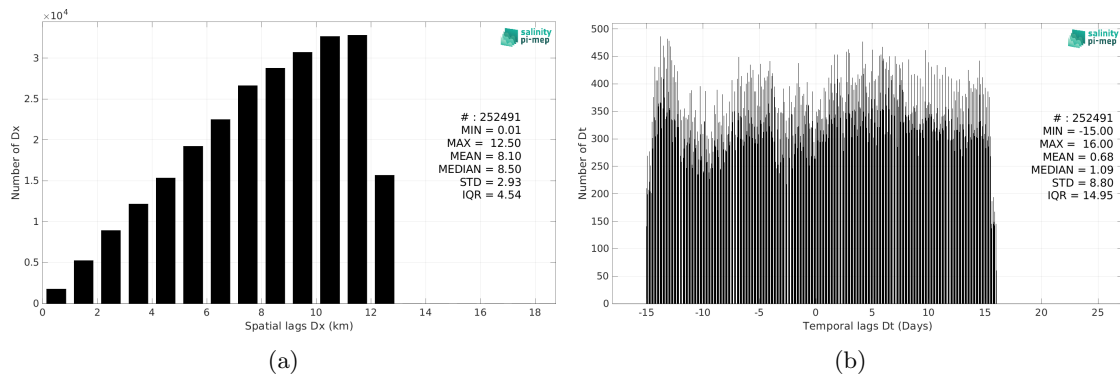 ×10⁴
3
2.5
2
1.5
1
0.5
0
Number of Dx
0 2 4 6 8 10 12 14 16 18
Spatial lags Dx (km)
salinity
pi-mep
# : 252491
MIN = 0.01
MAX = 12.50
MEAN = 8.10
MEDIAN = 8.50
STD = 2.93
IQR = 4.54
(a)
500
450
400
350
300
250
200
150
100
50
0
Number of Dt
-15 -10 -5 0 5 10 15 20 25
Temporal lags Dt (Days)
salinity
pi-mep
# : 252491
MIN = -15.00
MAX = 16.00
MEAN = 0.68
MEDIAN = 1.09
STD = 8.80
IQR = 14.95
(b)